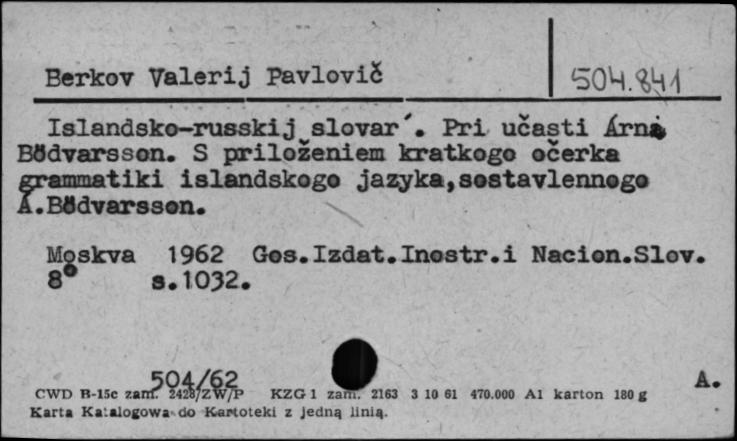 Berkov Valerij Pavlovič
504.841
Islandsko-russkij slovar´. Pri učasti Árna
Bödvarsson. S priloženiem kratkogo očerka
grammatiki islandskogo jazyka,sostavlennogo
Á.Bödvarsson.
Moskva 1962 Gos.Izdat.Inostr.i Nacion.Slov.
8° s.1032.
504/62
A.
CWD B-15c zam. 2428/ZW/P KZG 1 zam. 2163 3 10 61 470.000 A1 karton 180 g
Karta Katalogowa do Kartoteki z jedną linią.